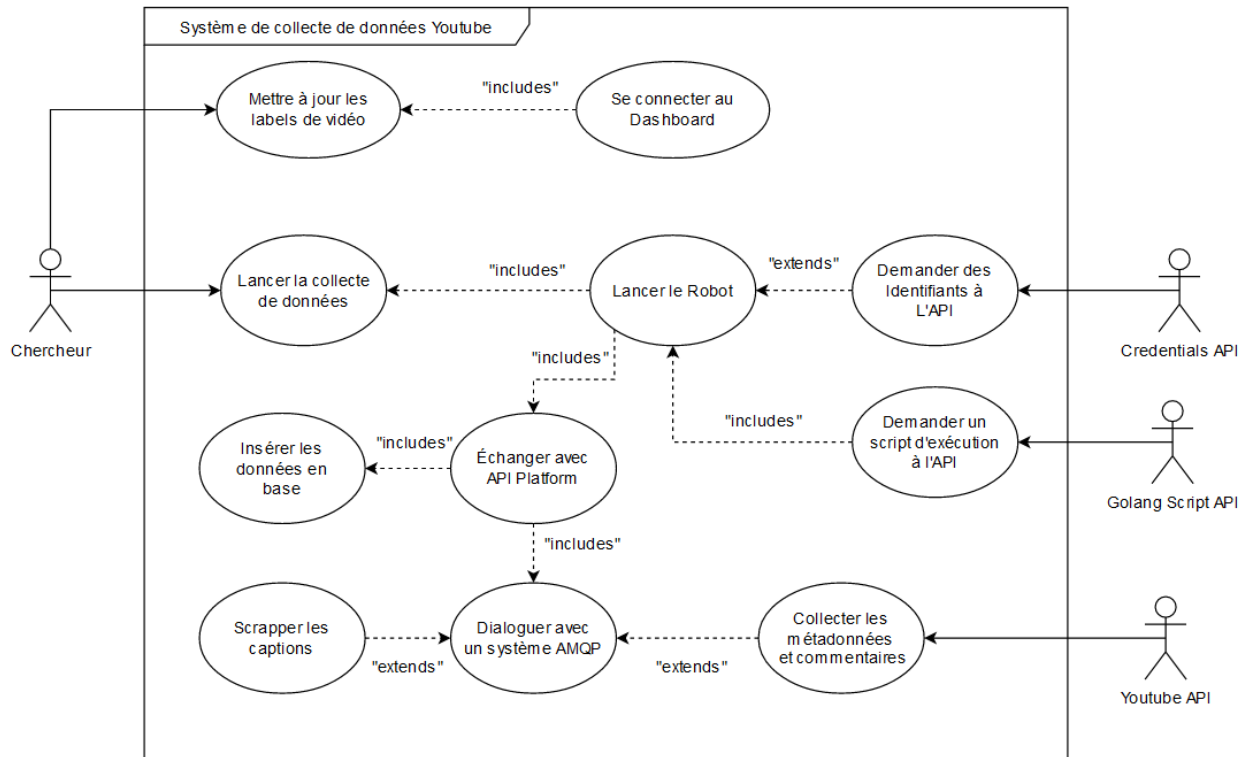 Système de collecte de données Youtube
Mettre à jour les
labels de vidéo
"includes"
Se connecter au
Dashboard
Chercheur
Lancer la collecte
de données
"includes"
Lancer le Robot
"extends"
Demander des
Identifiants à
L'API
Credentials API
"includes"
"includes"
Demander un
script d'exécution
à l'API
Golang Script API
Insérer les
données en
base
"includes"
Échanger avec
API Platform
"includes"
Scrapper les
captions
"extends"
Dialoguer avec
un système AMQP
"extends"
Collecter les
métadonnées
et commentaires
Youtube API